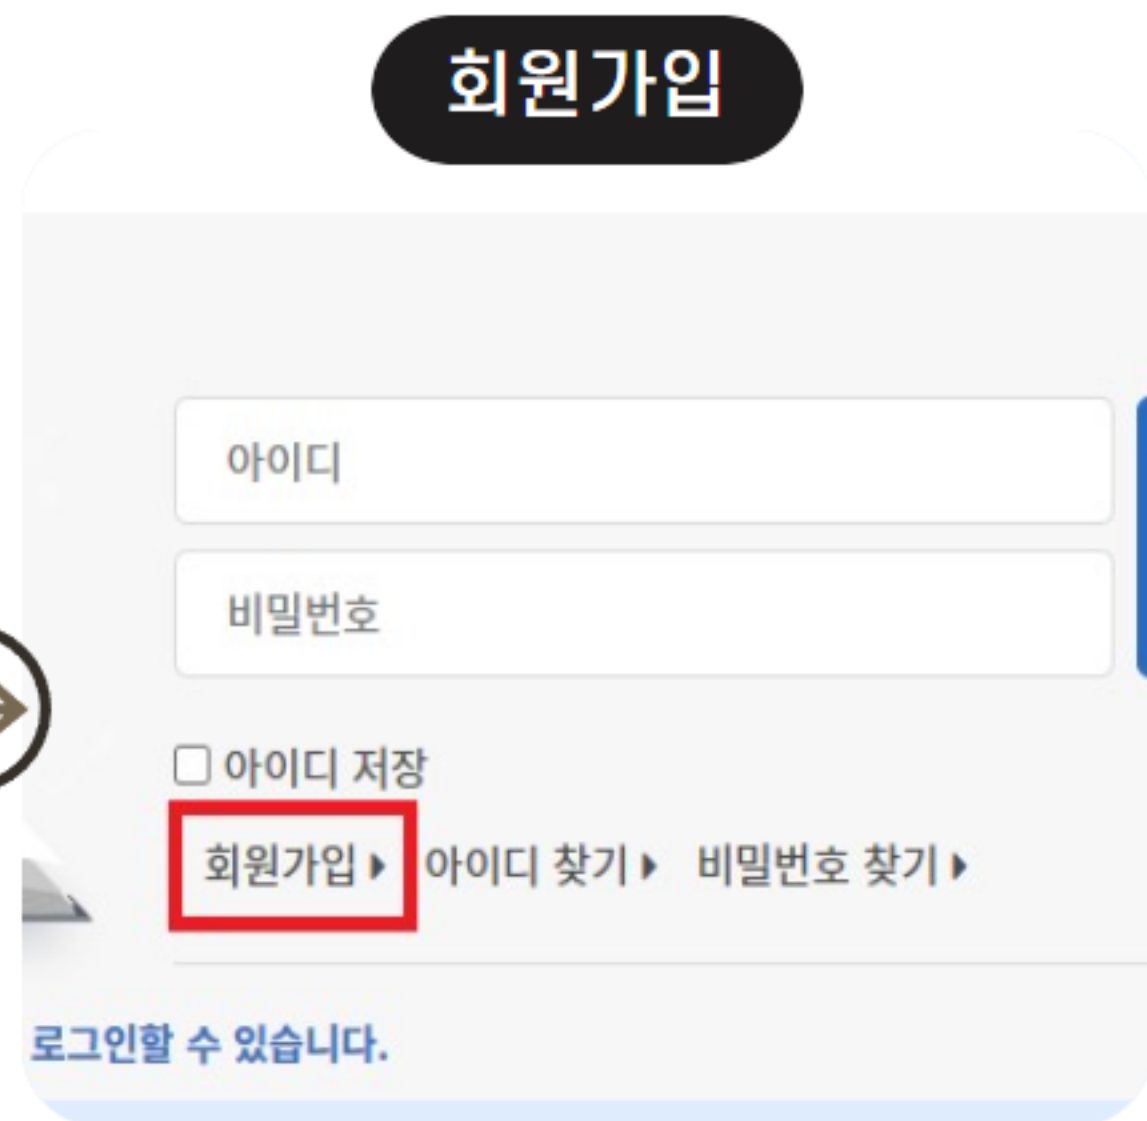 회원가입
아이디
비밀번호
아이디 저장
회원가입 아이디 찾기 비밀번호 찾기
로그인할 수 있습니다.